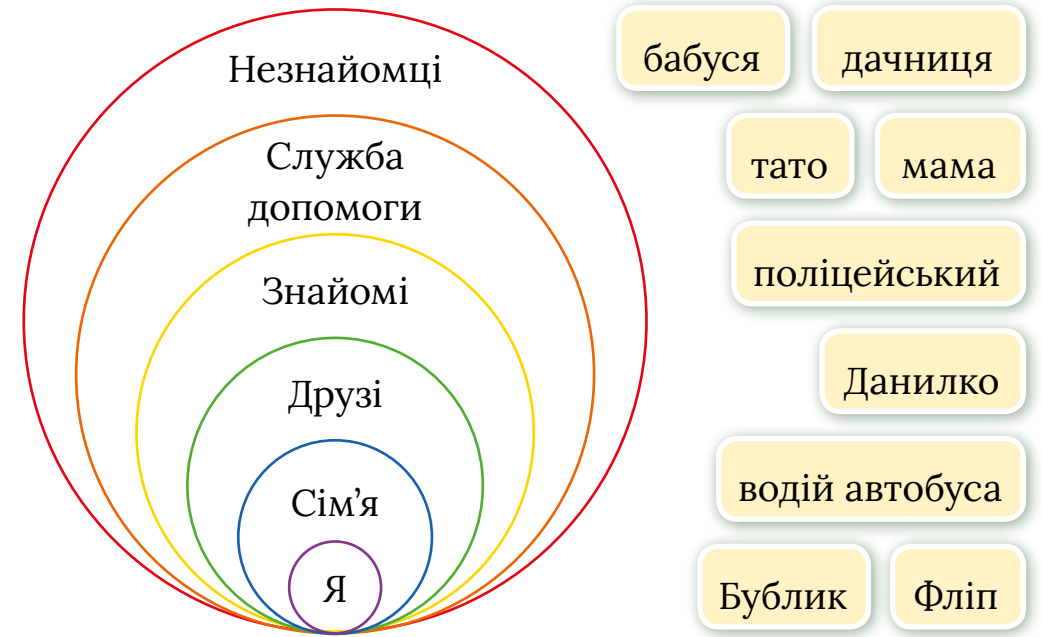 Незнайомці
Служба
допомоги
Знайомі
Друзі
Сім’я
Я
бабуся
дачниця
тато
мама
поліцейський
Данилко
водій автобуса
Бублик
Фліп